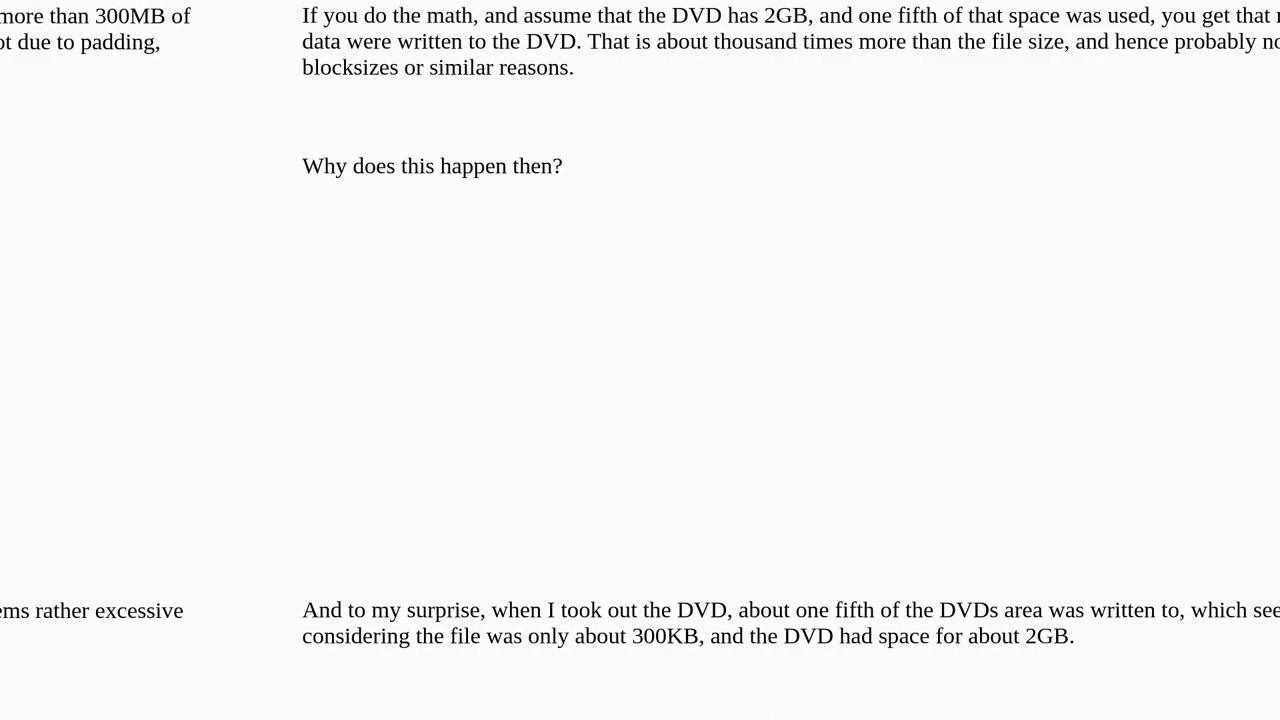 more than 300MB of
ot due to padding,
If you do the math, and assume that the DVD has 2GB, and one fifth of that space was used, you get that
data were written to the DVD. That is about thousand times more than the file size, and hence probably
blocksizes or similar reasons.
Why does this happen then?
ems rather excessive
And to my surprise, when I took out the DVD, about one fifth of the DVDs area was written to, which see
considering the file was only about 300KB, and the DVD had space for about 2GB.